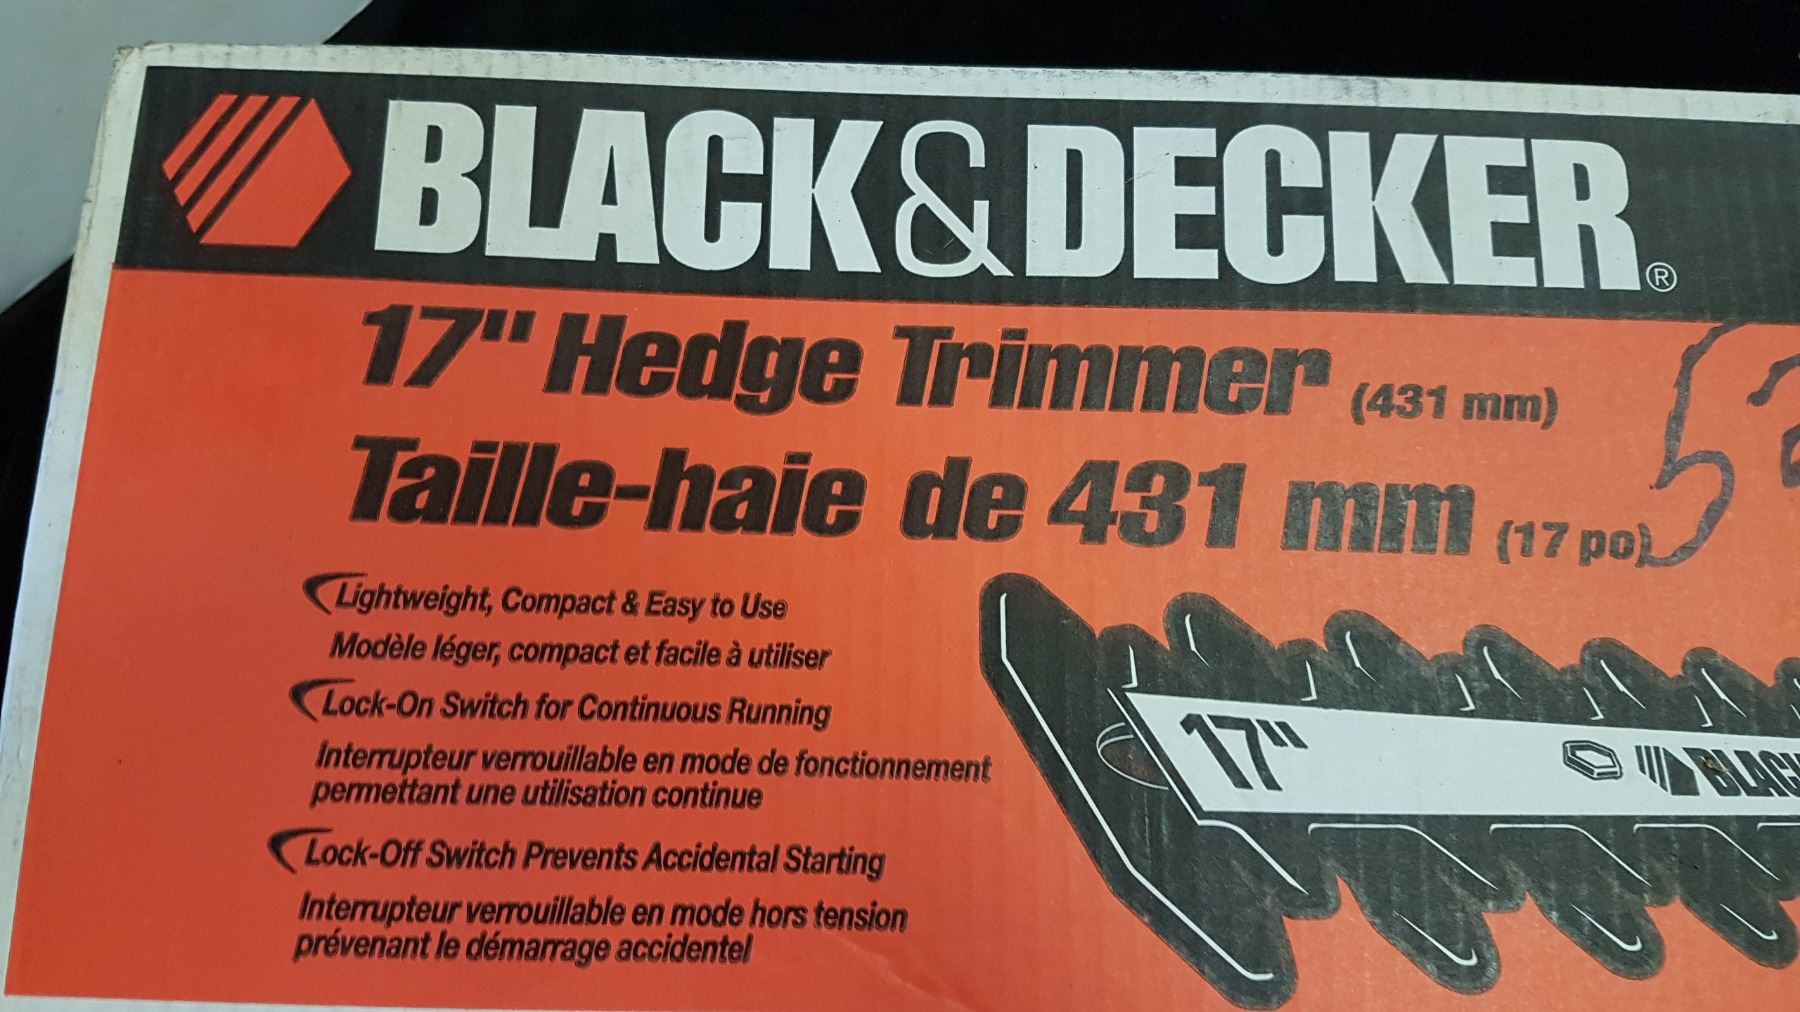 BLACK&DECKER®
17" Hedge Trimmer (431 mm)
Taille-haie de 431 mm (17 po)
Lightweight, Compact & Easy to Use
Modèle léger, compact et facile à utiliser
Lock-On Switch for Continuous Running
Interrupteur verrouillable en mode de fonctionnement
permettant une utilisation continue
Lock-Off Switch Prevents Accidental Starting
Interrupteur verrouillable en mode hors tension
prévenant le démarrage accidentel
17"
BLACK
5